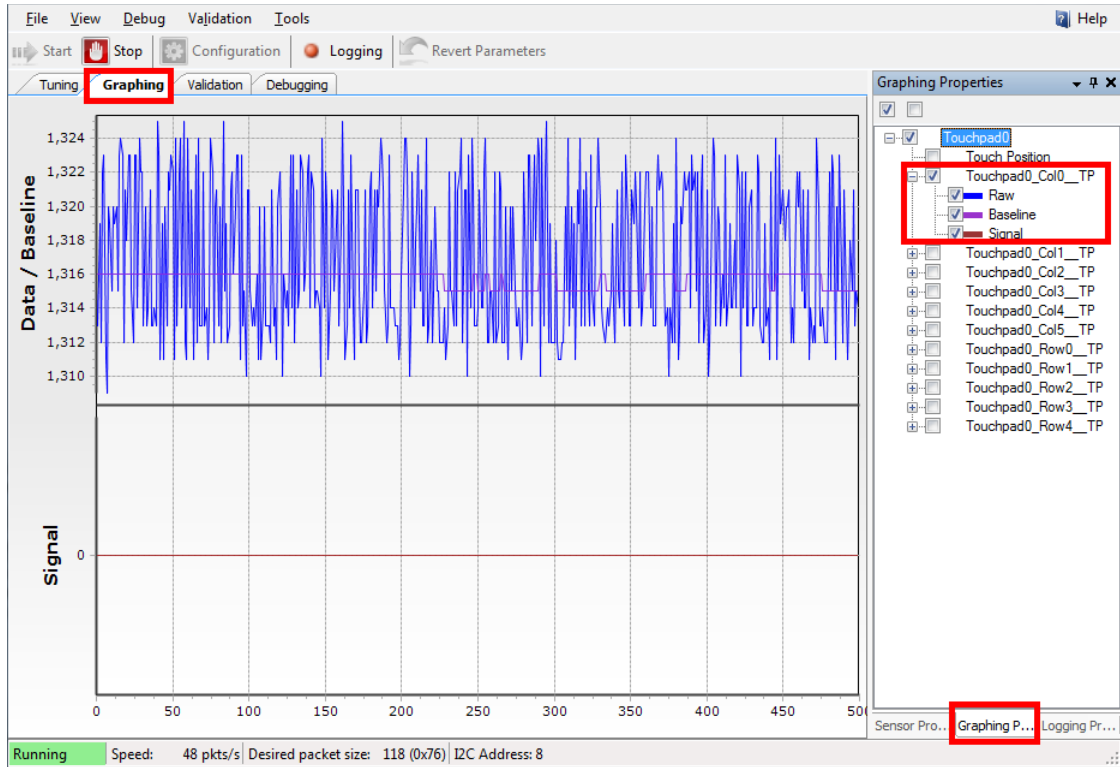 File View Debug Validation Tools Help
Start Stop Configuration Logging Revert Parameters
Tuning Graphing Validation Debugging
Graphing Properties
Touchpad0
Touch Position
Touchpad0_Col0__TP
Raw
Baseline
Signal
Touchpad0_Col1__TP
Touchpad0_Col2__TP
Touchpad0_Col3__TP
Touchpad0_Col4__TP
Touchpad0_Col5__TP
Touchpad0_Row0__TP
Touchpad0_Row1__TP
Touchpad0_Row2__TP
Touchpad0_Row3__TP
Touchpad0_Row4__TP
Data / Baseline
1,324
1,322
1,320
1,318
1,316
1,314
1,312
1,310
Signal
0
0 50 100 150 200 250 300 350 400 450 500
Sensor Pro... Graphing P... Logging Pr...
Running Speed: 48 pkts/s Desired packet size: 118 (0x76) I2C Address: 8